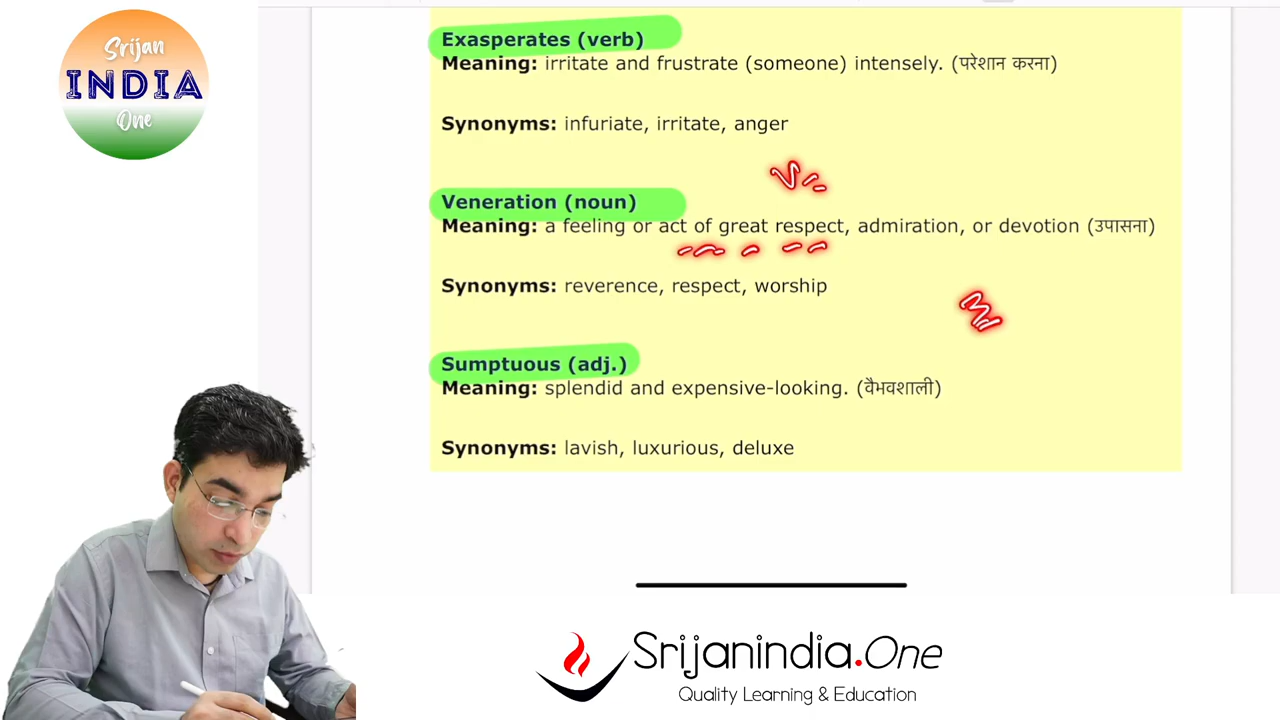 Srijan
INDIA
One
Exasperates (verb)
Meaning: irritate and frustrate (someone) intensely. (परेशान करना)
Synonyms: infuriate, irritate, anger
Veneration (noun)
Meaning: a feeling or act of great respect, admiration, or devotion (उपासना)
Synonyms: reverence, respect, worship
Sumptuous (adj.)
Meaning: splendid and expensive-looking. (वैभवशाली)
Synonyms: lavish, luxurious, deluxe
Srijanindia.One
Quality Learning & Education